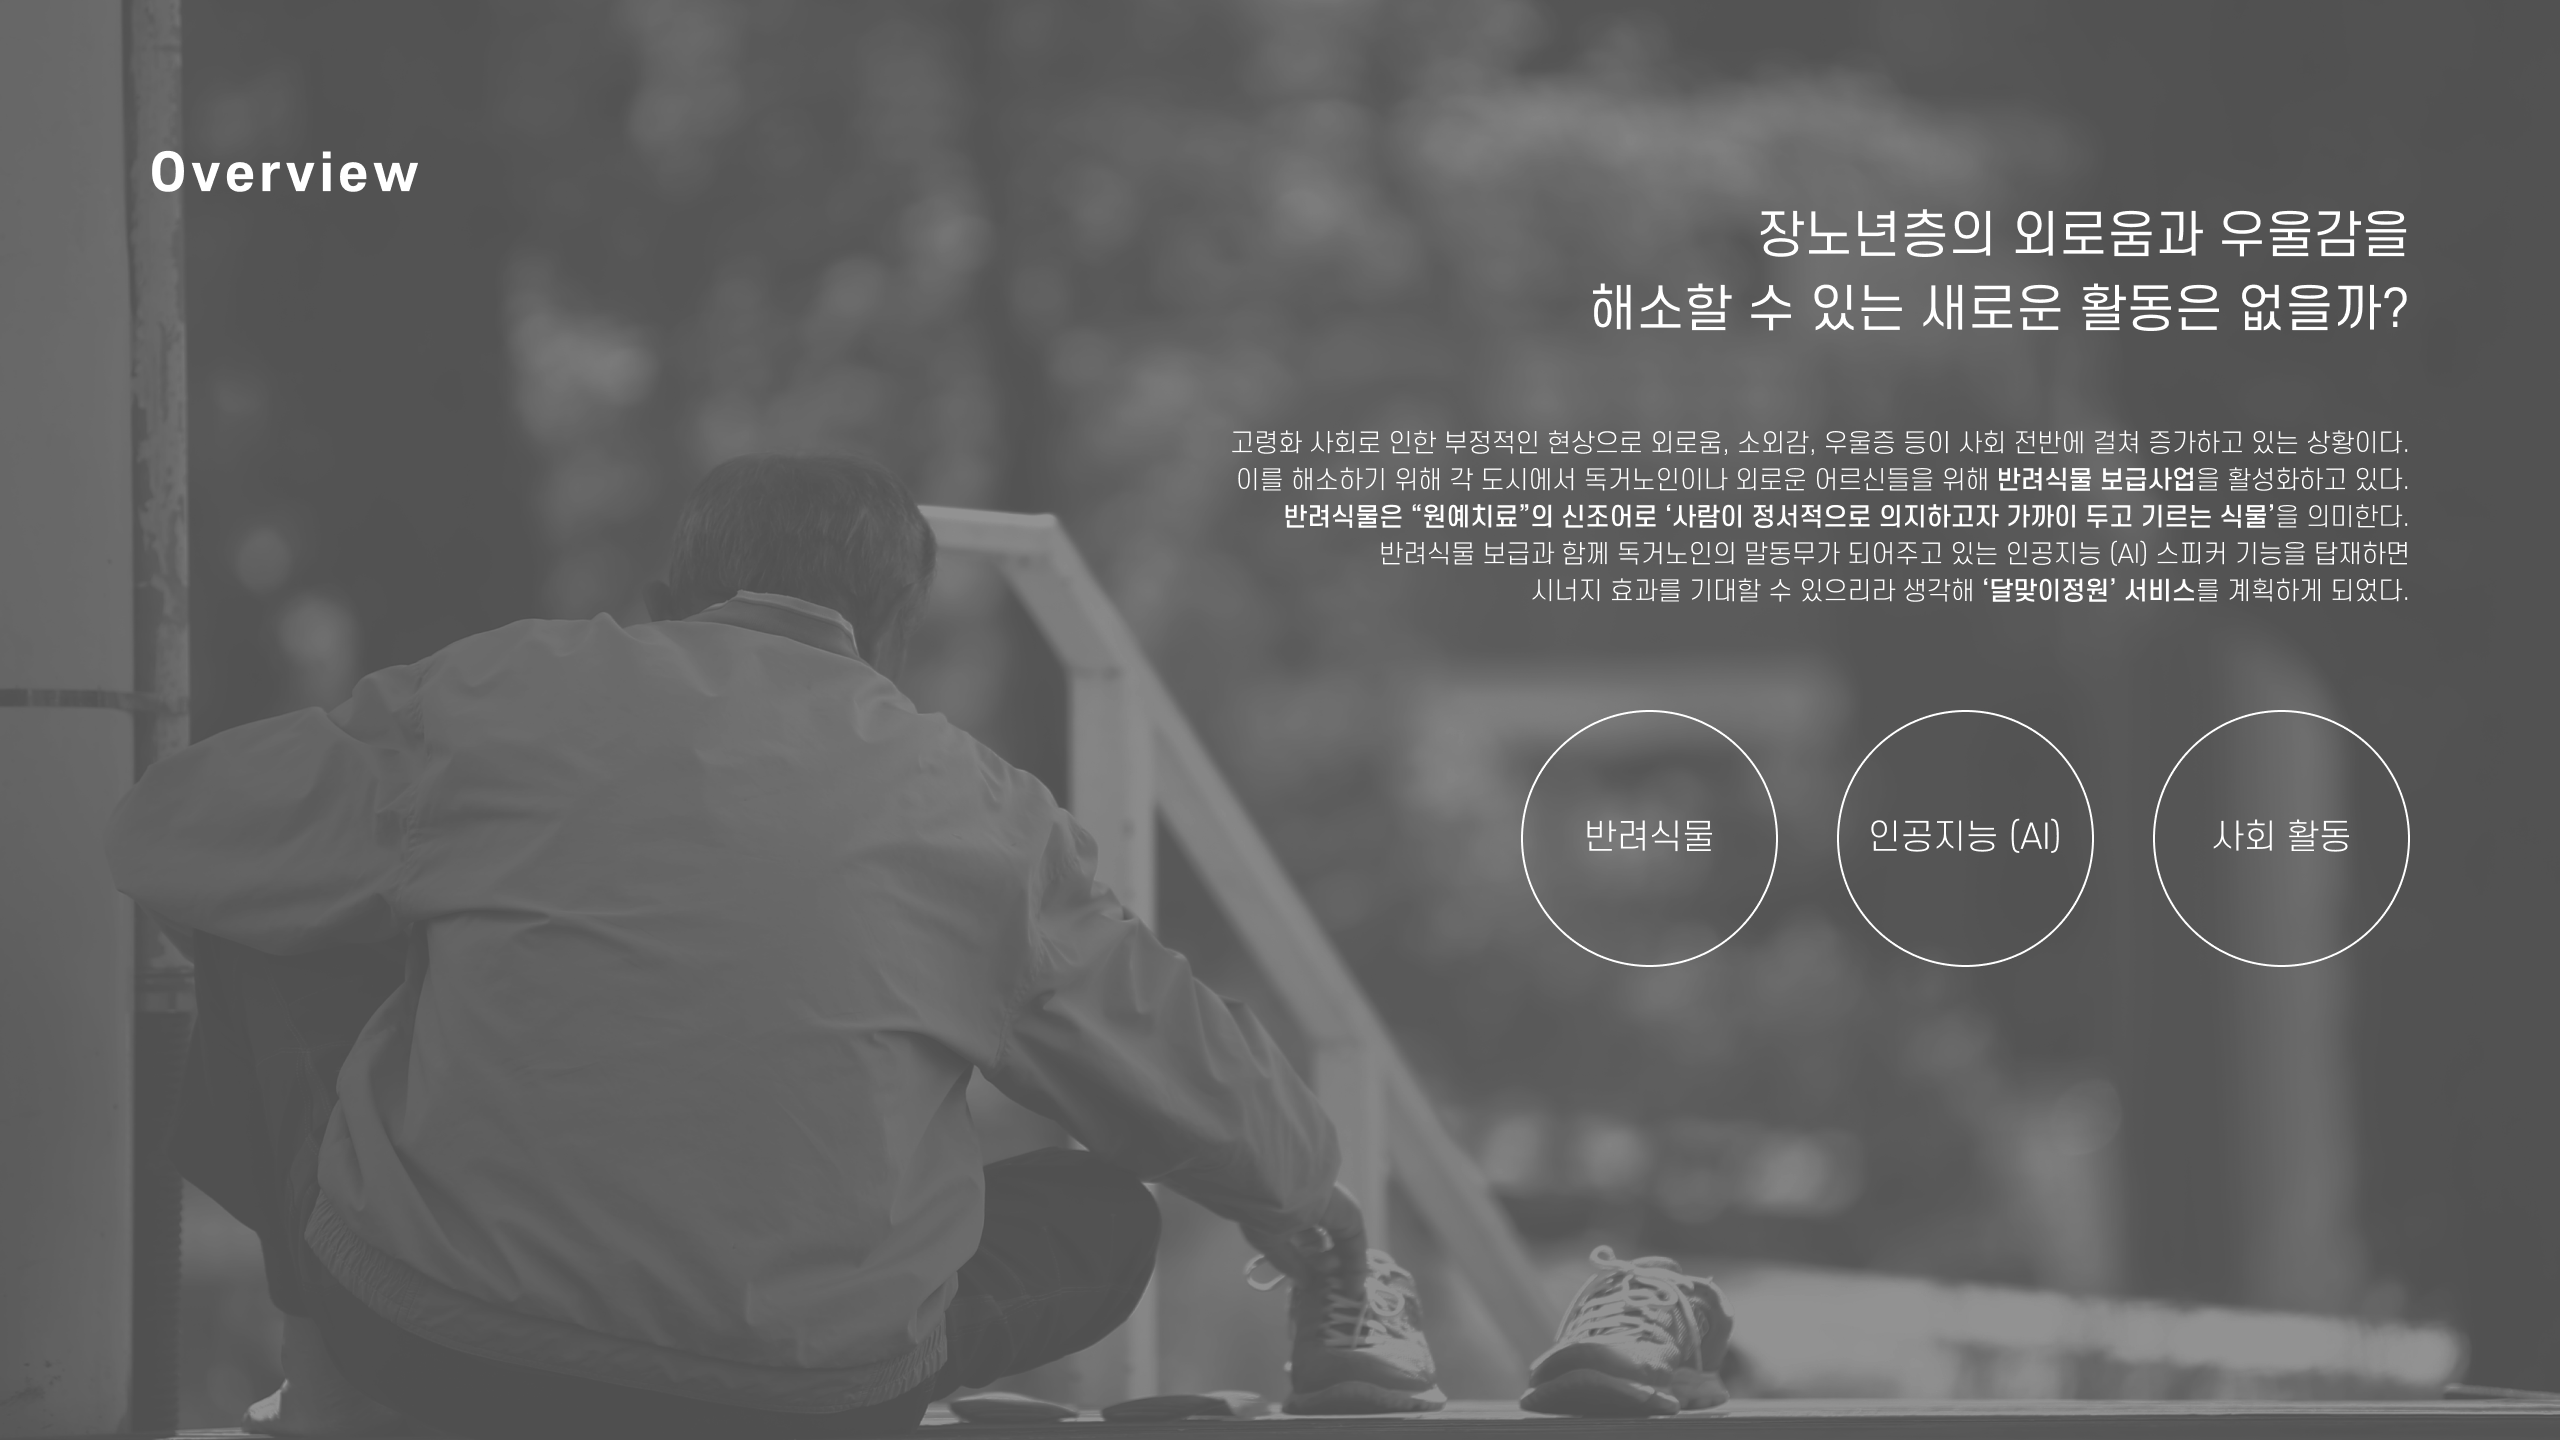 Overview
장노년층의 외로움과 우울감을
해소할 수 있는 새로운 활동은 없을까?
고령화 사회로 인한 부정적인 현상으로 외로움, 소외감, 우울증 등이 사회 전반에 걸쳐 증가하고 있는 상황이다.
이를 해소하기 위해 각 도시에서 독거노인이나 외로운 어르신들을 위해 반려식물 보급사업을 활성화하고 있다.
반려식물은 “원예치료”의 신조어로 ‘사람이 정서적으로 의지하고자 가까이 두고 기르는 식물’을 의미한다.
반려식물 보급과 함께 독거노인의 말동무가 되어주고 있는 인공지능 (AI) 스피커 기능을 탑재하면
시너지 효과를 기대할 수 있으리라 생각해 ‘달맞이정원’ 서비스를 계획하게 되었다.
반려식물
인공지능 (AI)
사회 활동